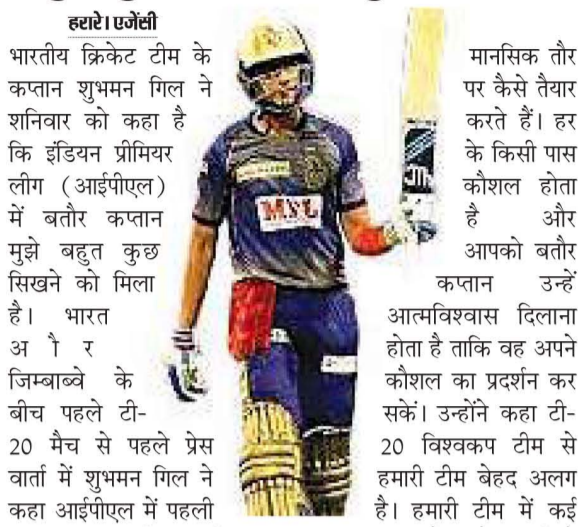 हरारे। एजेंसी
भारतीय क्रिकेट टीम के
कप्तान शुभमन गिल ने
शनिवार को कहा है
कि इंडियन प्रीमियर
लीग (आईपीएल)
में बतौर कप्तान
मुझे बहुत कुछ
सिखने को मिला
है। भारत
औ र
जिम्बाब्वे के
बीच पहले टी-
20 मैच से पहले प्रेस
वार्ता में शुभमन गिल ने
कहा आईपीएल में पहली
मानसिक तौर
पर कैसे तैयार
करते हैं। हर
के किसी पास
कौशल होता
है और
आपको बतौर
कप्तान उन्हें
आत्मविश्वास दिलाना
होता है ताकि वह अपने
कौशल का प्रदर्शन कर
सकें। उन्होंने कहा टी-
20 विश्वकप टीम से
हमारी टीम बेहद अलग
है। हमारी टीम में कई
MPL